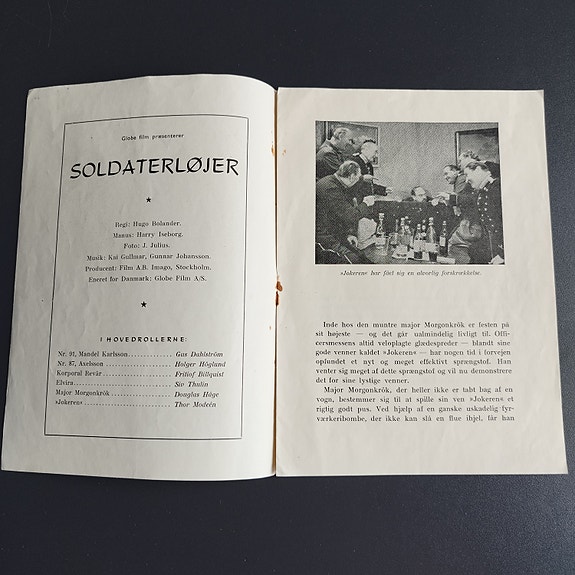 Globe film præsenterer
SOLDATERLØJER
★
Regi: Hugo Bolander.
Manus: Harry Iseborg.
Foto: J. Julius.
Musik: Kai Gullmar, Gunnar Johansson.
Producent: Film A.B. Imago, Stockholm.
Eneret for Danmark: Globe Film A/S.
★
I HOVEDROLLERNE:
Nr. 91, Mandel Karlsson............ Gus Dahlström
Nr. 87, Axelsson................... Holger Höglund
Korporal Revär..................... Fritiof Billquist
Elvira............................. Siv Thulin
Major Morgonkrök................... Douglas Håge
»Jokeren«.......................... Thor Modeén
»Jokeren« har fået sig en alvorlig forskrækkelse.
Inde hos den muntre major Morgonkrök er festen på
sit højeste — og det går ualmindelig livligt til. Offi-
cersmessens altid veloplagte glædespreder — blandt sine
gode venner kaldet »Jokeren« — har nogen tid i forvejen
opfundet et nyt og meget effektivt sprængstof. Han
venter sig meget af dette sprængstof og vil nu demonstrere
det for sine lystige venner.
Major Morgonkrök, der heller ikke er tabt bag af en
vogn, bestemmer sig til at spille sin ven »Jokeren« et
rigtig godt pus. Ved hjælp af en ganske uskadelig fyr-
værkeribombe, der ikke kan slå en flue ihjel, får han